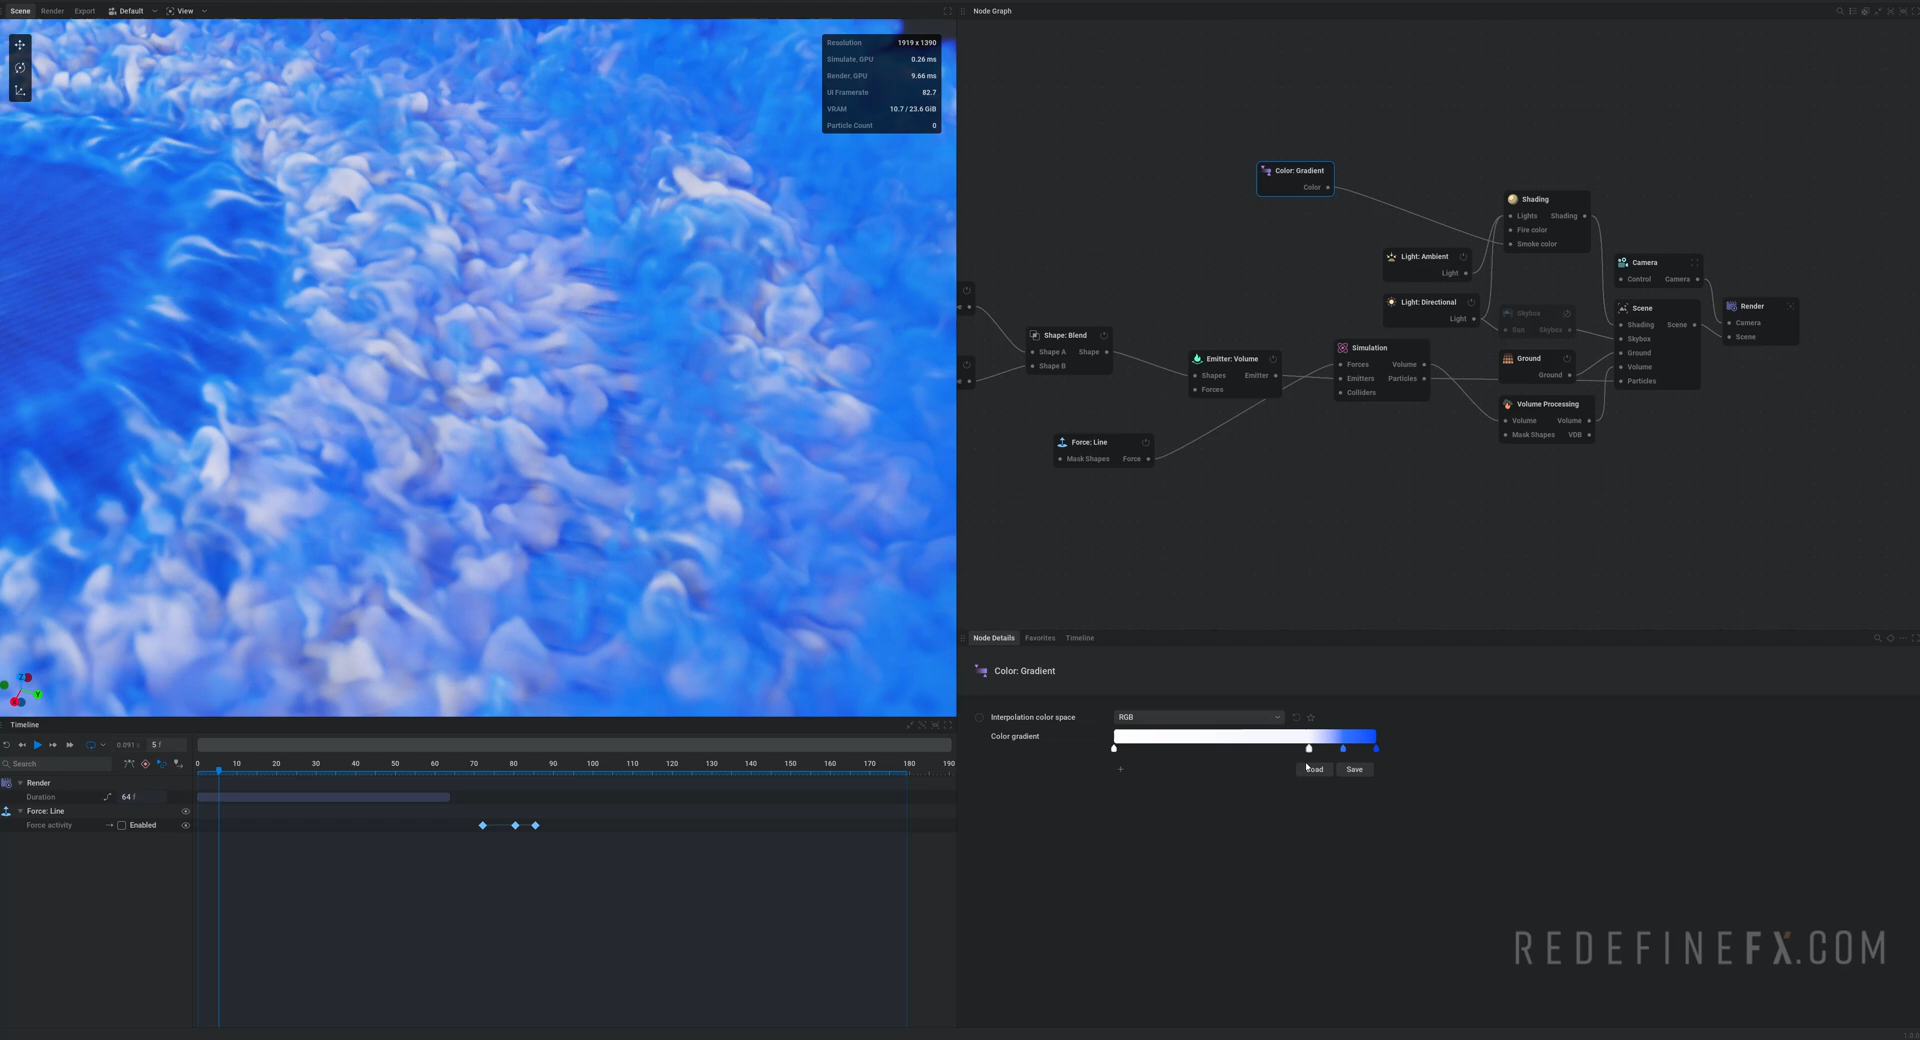 Scene Render Export Default View
Resolution 1919 x 1390
Simulate, GPU 0.26 ms
Render, GPU 9.66 ms
UI Framerate 82.7
VRAM 10.7 / 23.6 GiB
Particle Count 0
Z
Y
X
Timeline
0.091 s 5 f
Search
0 10 20 30 40 50 60 70 80 90 100 110 120 130 140 150 160 170 180 190
Render
Duration 64 f
Force: Line
Force activity Enabled
Node Graph
Color: Gradient
Color
Shading
Lights Shading
Fire color
Smoke color
Light: Ambient
Light
Light: Directional
Light
Camera
Control Camera
Skybox
Sun Skybox
Scene
Shading Scene
Skybox
Ground
Volume
Particles
Render
Camera
Scene
e
e
Shape: Blend
Shape A Shape
Shape B
Emitter: Volume
Shapes Emitter
Forces
Simulation
Forces Volume
Emitters Particles
Colliders
Ground
Ground
Volume Processing
Volume Volume
Mask Shapes VDB
Force: Line
Mask Shapes Force
Node Details Favorites Timeline
Color: Gradient
Interpolation color space RGB
Color gradient
+ Load Save
REDEFINEFX.COM